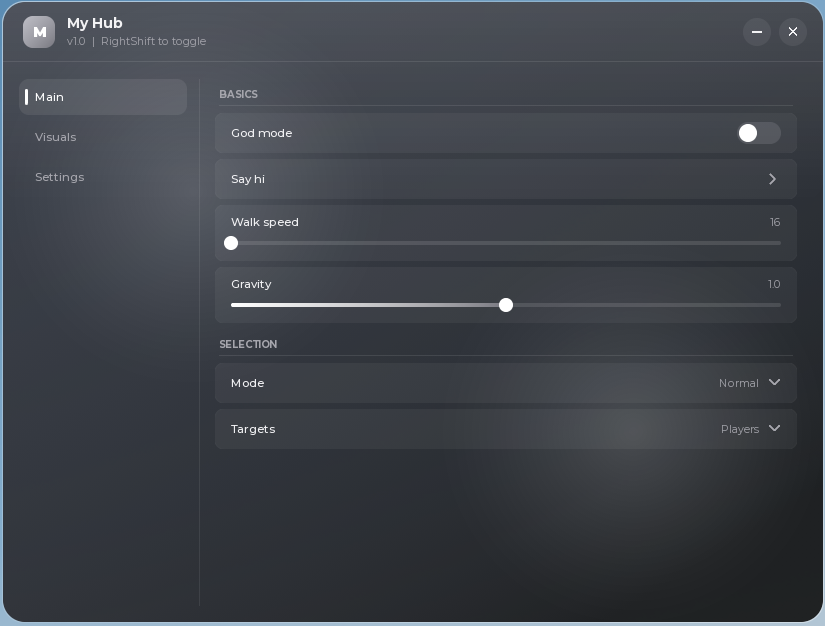 M
My Hub
v1.0 | RightShift to toggle
Main
Visuals
Settings
BASICS
God mode
Say hi
Walk speed 16
Gravity 1.0
SELECTION
Mode Normal
Targets Players